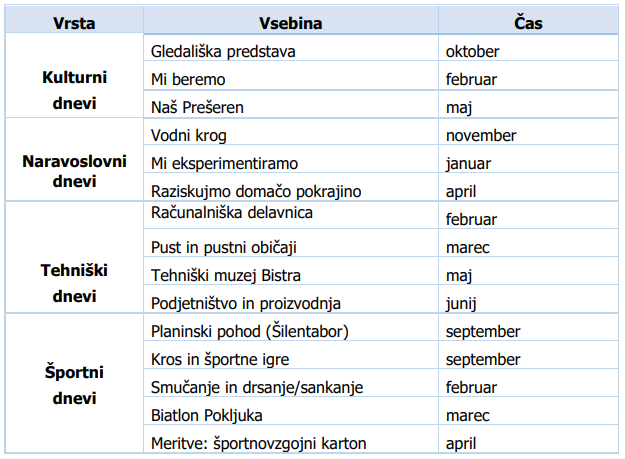 Vrsta Vsebina Čas
Kulturni dnevi
Gledališka predstava oktober
Mi beremo februar
Naš Prešeren maj
Naravoslovni dnevi
Vodni krog november
Mi eksperimentiramo januar
Raziskujmo domačo pokrajino april
Tehniški dnevi
Računalniška delavnica februar
Pust in pustni običaji marec
Tehniški muzej Bistra maj
Podjetništvo in proizvodnja junij
Športni dnevi
Planinski pohod (Šilentabor) september
Kros in športne igre september
Smučanje in drsanje/sankanje februar
Biatlon Pokljuka marec
Meritve: športnovzgojni karton april